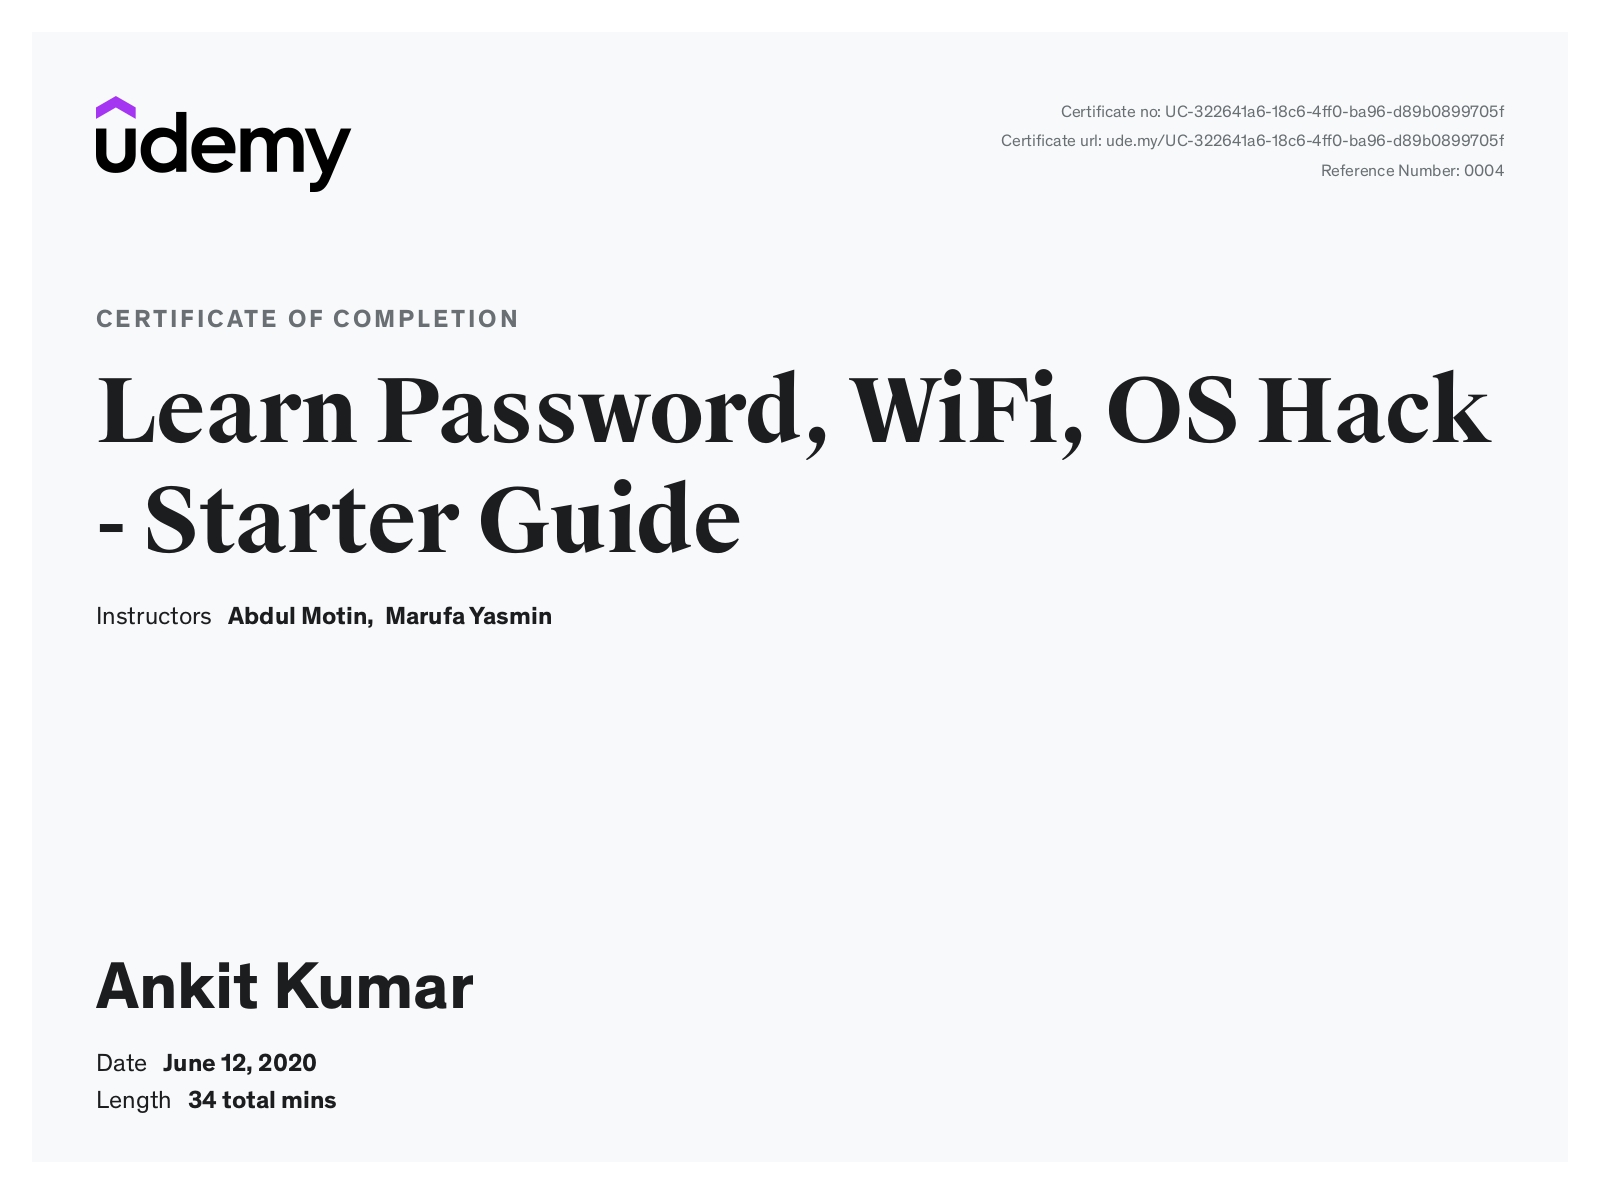 udemy
Certificate no: UC-322641a6-18c6-4ff0-ba96-d89b0899705f
Certificate url: ude.my/UC-322641a6-18c6-4ff0-ba96-d89b0899705f
Reference Number: 0004
CERTIFICATE OF COMPLETION
Learn Password, WiFi, OS Hack
- Starter Guide
Instructors Abdul Motin, Marufa Yasmin
Ankit Kumar
Date June 12, 2020
Length 34 total mins